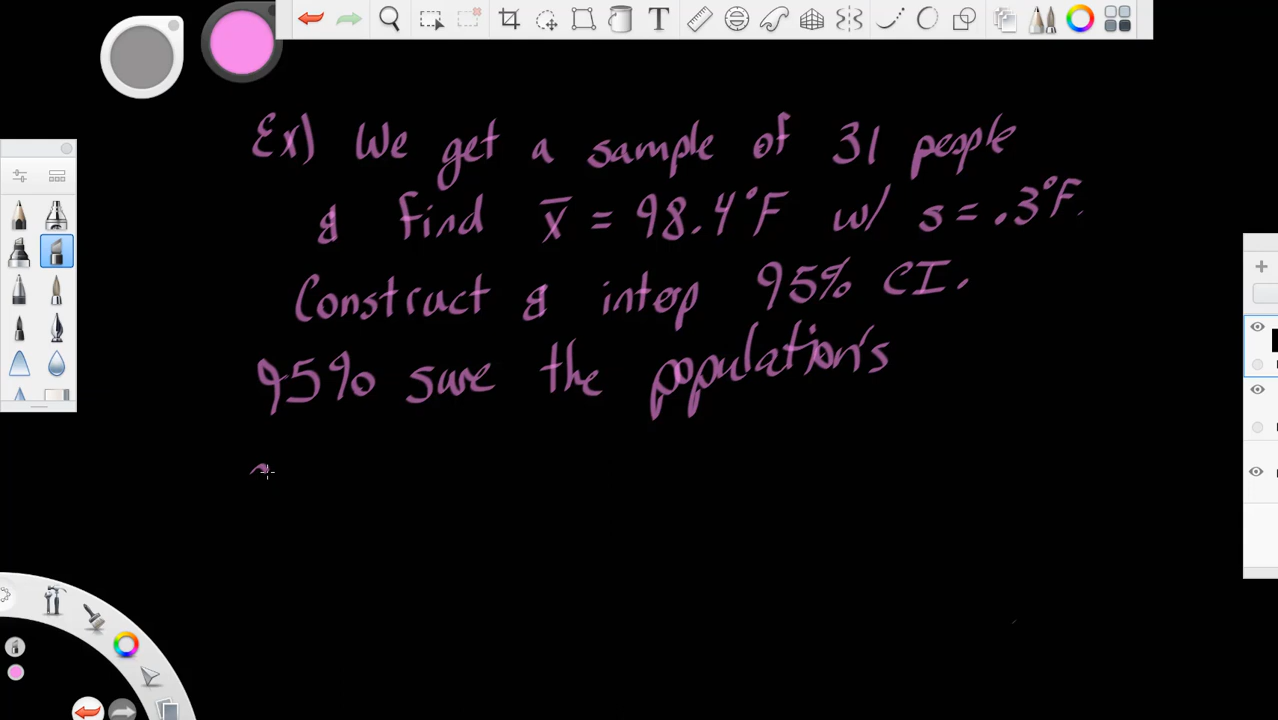 Ex) We get a sample of 31 people
& find x̄ = 98.4°F w/ s = .3°F.
Construct & interp 95% CI.
95% sure the population's